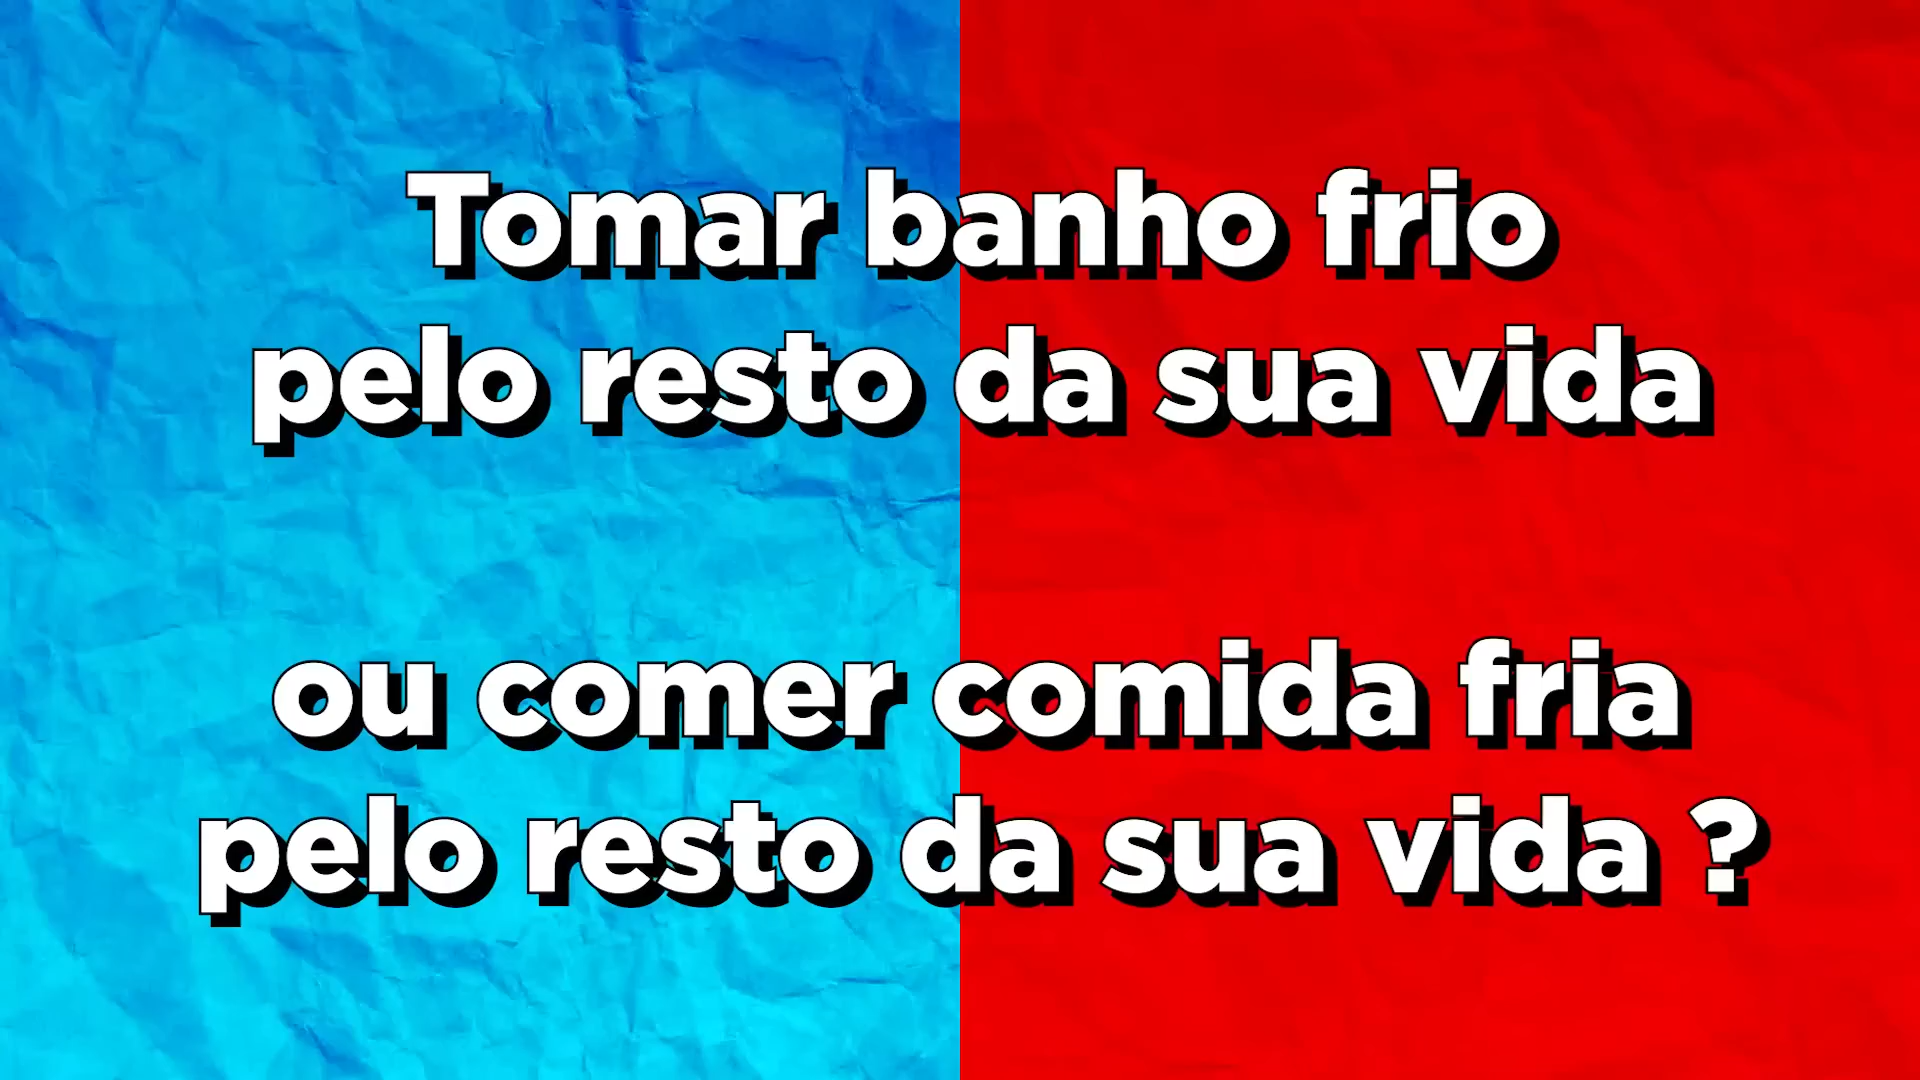 Tomar banho frio
pelo resto da sua vida
ou comer comida fria
pelo resto da sua vida ?